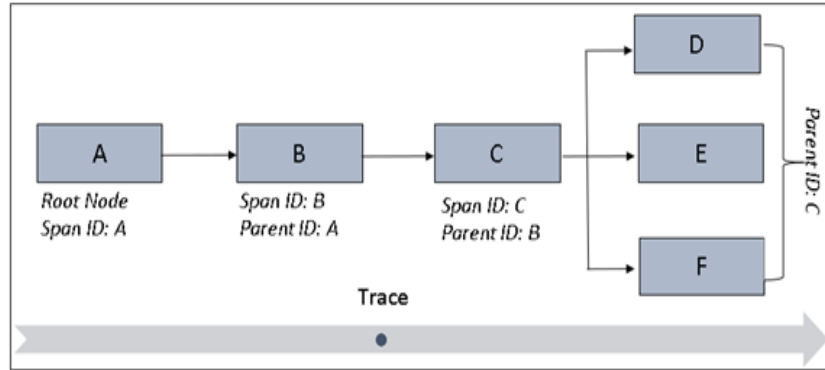 D
A
B
C
E
F
Root Node
Span ID: A
Span ID: B
Parent ID: A
Span ID: C
Parent ID: B
Parent ID: C
Trace